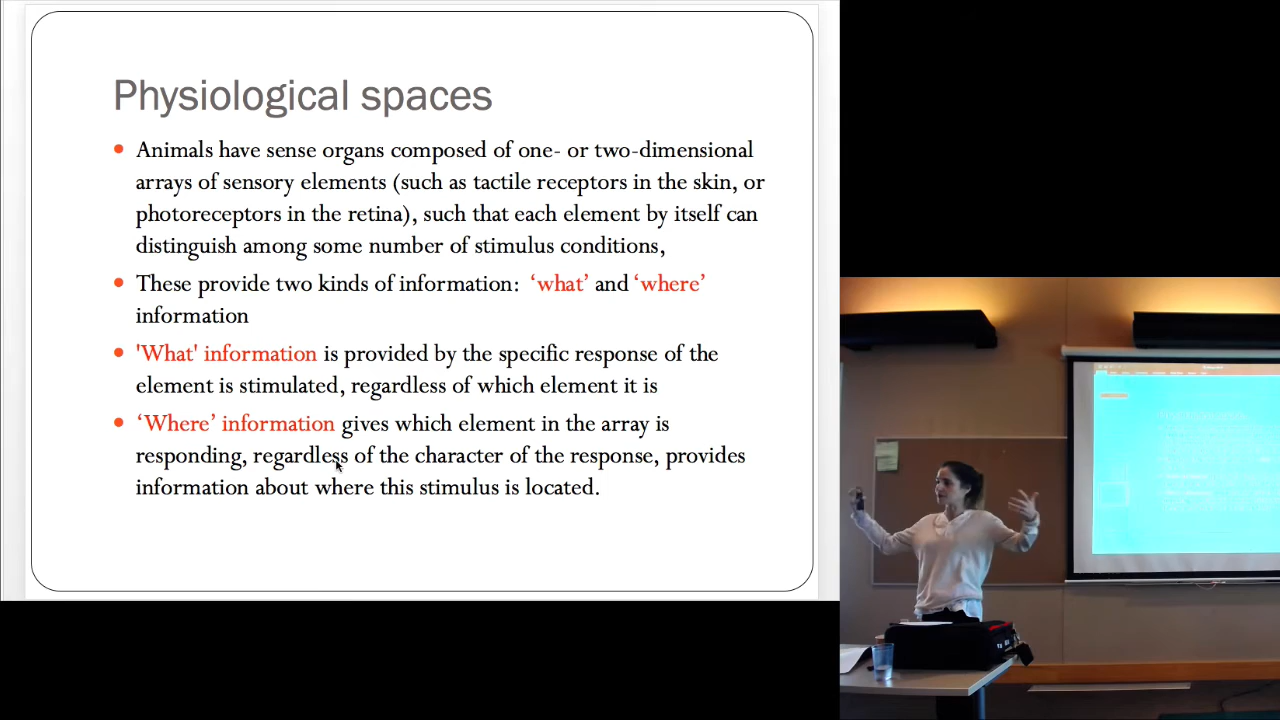 Physiological spaces
Animals have sense organs composed of one- or two-dimensional
arrays of sensory elements (such as tactile receptors in the skin, or
photoreceptors in the retina), such that each element by itself can
distinguish among some number of stimulus conditions,
These provide two kinds of information: ‘what’ and ‘where’
information
'What' information is provided by the specific response of the
element is stimulated, regardless of which element it is
‘Where’ information gives which element in the array is
responding, regardless of the character of the response, provides
information about where this stimulus is located.